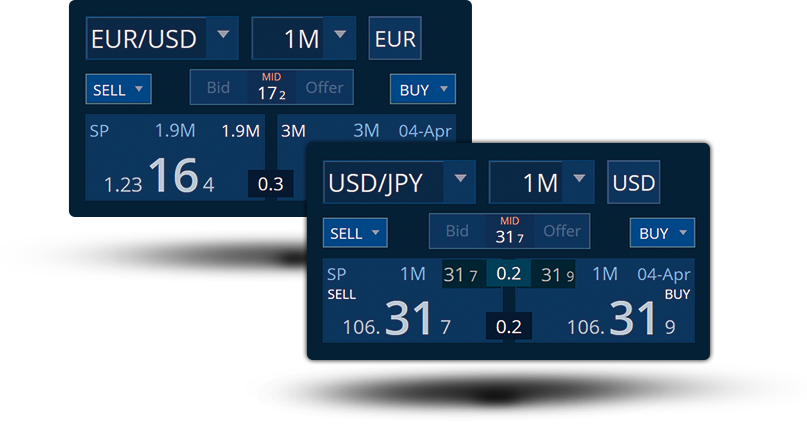 EUR/USD 1M EUR
MID
SELL Bid 17 2 Offer BUY
SP 1.9M 1.9M 3M 3M 04-Apr
1.23 16 4 0.3
USD/JPY 1M USD
MID
SELL Bid 31 7 Offer BUY
SP 1M 31 7 0.2 31 9 1M 04-Apr
SELL BUY
106. 31 7 0.2 106. 31 9